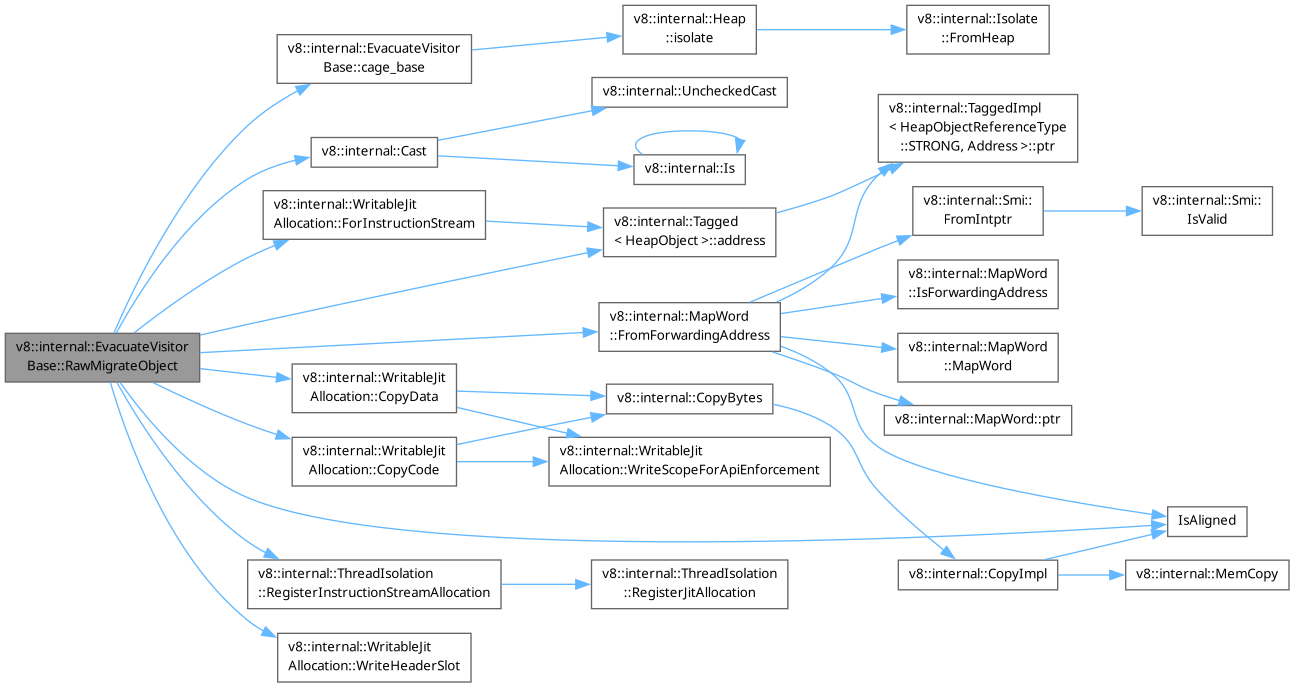 v8::internal::EvacuateVisitor
Base::RawMigrateObject
v8::internal::EvacuateVisitor
Base::cage_base
v8::internal::Heap
::isolate
v8::internal::Isolate
::FromHeap
v8::internal::Cast
v8::internal::UncheckedCast
v8::internal::Is
v8::internal::WritableJit
Allocation::ForInstructionStream
v8::internal::Tagged
< HeapObject >::address
v8::internal::TaggedImpl
< HeapObjectReferenceType
::STRONG, Address >::ptr
v8::internal::MapWord
::FromForwardingAddress
v8::internal::Smi::
FromIntptr
v8::internal::Smi::
IsValid
v8::internal::MapWord
::IsForwardingAddress
v8::internal::MapWord
::MapWord
v8::internal::MapWord::ptr
IsAligned
v8::internal::WritableJit
Allocation::CopyData
v8::internal::CopyBytes
v8::internal::WritableJit
Allocation::WriteScopeForApiEnforcement
v8::internal::WritableJit
Allocation::CopyCode
v8::internal::CopyImpl
v8::internal::MemCopy
v8::internal::ThreadIsolation
::RegisterInstructionStreamAllocation
v8::internal::ThreadIsolation
::RegisterJitAllocation
v8::internal::WritableJit
Allocation::WriteHeaderSlot